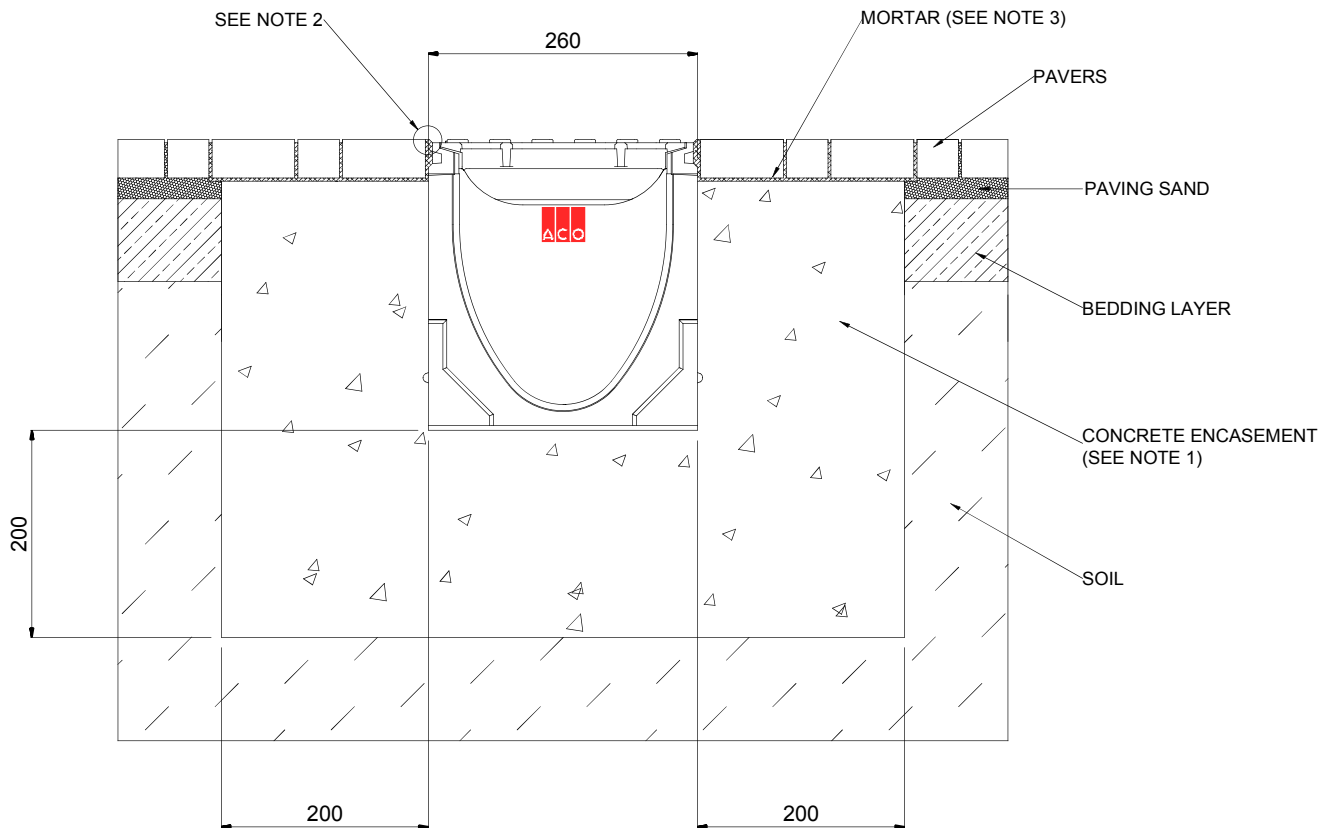 SEE NOTE 2
260
MORTAR (SEE NOTE 3)
PAVERS
PAVING SAND
ACO
BEDDING LAYER
CONCRETE ENCASEMENT
(SEE NOTE 1)
200
SOIL
200
200